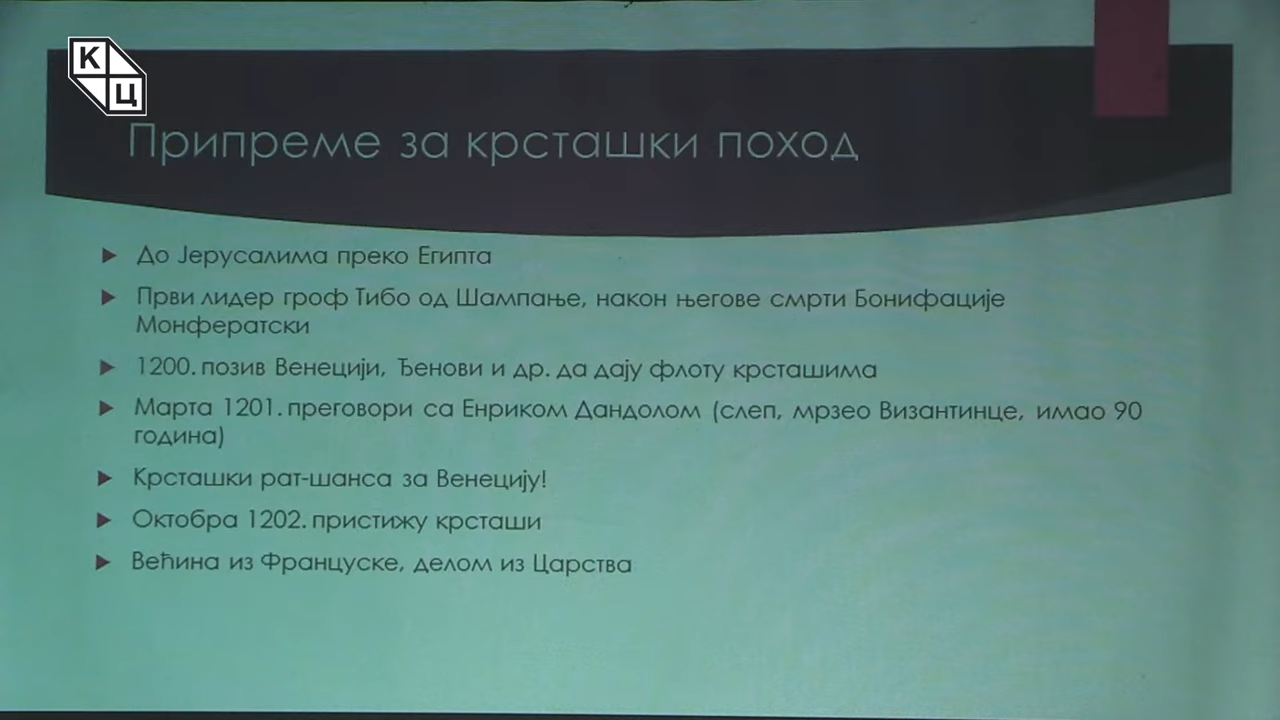 К
Ц
Припреме за крсташки поход
До Јерусалима преко Египта
Први лидер гроф Тибо од Шампање, након његове смрти Бонифације
Монфератски
1200. позив Венецији, Ђенови и др. да дају флоту крсташима
Марта 1201. преговори са Енриком Дандолом (слеп, мрзео Византинце, имао 90
година)
Крсташки рат-шанса за Венецију!
Октобра 1202. пристижу крсташи
Већина из Француске, делом из Царства